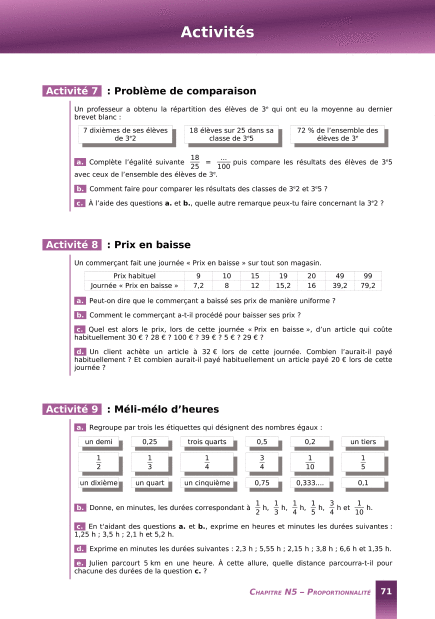 Activités
Activité 7 : Problème de comparaison
Un professeur a obtenu la répartition des élèves de 3ᵉ qui ont eu la moyenne au dernier
brevet blanc :
7 dixièmes de ses élèves
de 3ᵉ2
18 élèves sur 25 dans sa
classe de 3ᵉ5
72 % de l'ensemble des
élèves de 3ᵉ
a. Complète l'égalité suivante 18/25 = .../100 puis compare les résultats des élèves de 3ᵉ5
avec ceux de l'ensemble des élèves de 3ᵉ.
b. Comment faire pour comparer les résultats des classes de 3ᵉ2 et 3ᵉ5 ?
c. À l'aide des questions a. et b., quelle autre remarque peux-tu faire concernant la 3ᵉ2 ?
Activité 8 : Prix en baisse
Un commerçant fait une journée « Prix en baisse » sur tout son magasin.
Prix habituel 9 10 15 19 20 49 99
Journée « Prix en baisse » 7,2 8 12 15,2 16 39,2 79,2
a. Peut-on dire que le commerçant a baissé ses prix de manière uniforme ?
b. Comment le commerçant a-t-il procédé pour baisser ses prix ?
c. Quel est alors le prix, lors de cette journée « Prix en baisse », d'un article qui coûte
habituellement 30 € ? 28 € ? 100 € ? 39 € ? 5 € ? 29 € ?
d. Un client achète un article à 32 € lors de cette journée. Combien l'aurait-il payé
habituellement ? Et combien aurait-il payé habituellement un article payé 20 € lors de cette
journée ?
Activité 9 : Méli-mélo d'heures
a. Regroupe par trois les étiquettes qui désignent des nombres égaux :
un demi 0,25 trois quarts 0,5 0,2 un tiers
1/2 1/3 1/4 3/4 1/10 1/5
un dixième un quart un cinquième 0,75 0,333.... 0,1
b. Donne, en minutes, les durées correspondant à 1/2 h, 1/3 h, 1/4 h, 1/5 h, 3/4 h et 1/10 h.
c. En t'aidant des questions a. et b., exprime en heures et minutes les durées suivantes :
1,25 h ; 3,5 h ; 2,1 h et 5,2 h.
d. Exprime en minutes les durées suivantes : 2,3 h ; 5,55 h ; 2,15 h ; 3,8 h ; 6,6 h et 1,35 h.
e. Julien parcourt 5 km en une heure. À cette allure, quelle distance parcourra-t-il pour
chacune des durées de la question c. ?
CHAPITRE N5 – PROPORTIONNALITÉ 71